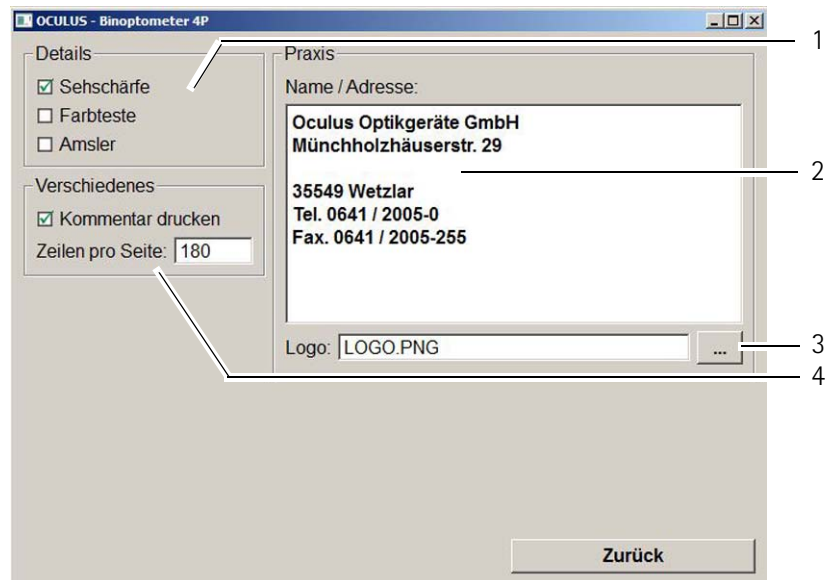 OCULUS - Binoptometer 4P
Details
Sehschärfe
Farbteste
Amsler
Verschiedenes
Kommentar drucken
Zeilen pro Seite: 180
Praxis
Name / Adresse:
Oculus Optikgeräte GmbH
Münchholzhäuserstr. 29
35549 Wetzlar
Tel. 0641 / 2005-0
Fax. 0641 / 2005-255
Logo: LOGO.PNG ...
Zurück
1
2
3
4